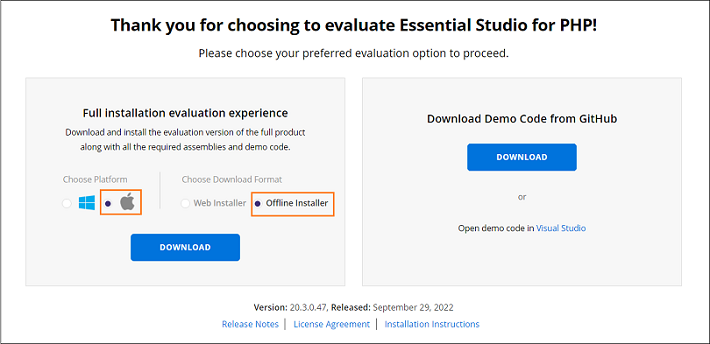 Thank you for choosing to evaluate Essential Studio for PHP!
Please choose your preferred evaluation option to proceed.
Full installation evaluation experience
Download and install the evaluation version of the full product
along with all the required assemblies and demo code.
Choose Platform
Choose Download Format
Web Installer
Offline Installer
DOWNLOAD
Download Demo Code from GitHub
DOWNLOAD
or
Open demo code in Visual Studio
Version: 20.3.0.47, Released: September 29, 2022
Release Notes | License Agreement | Installation Instructions